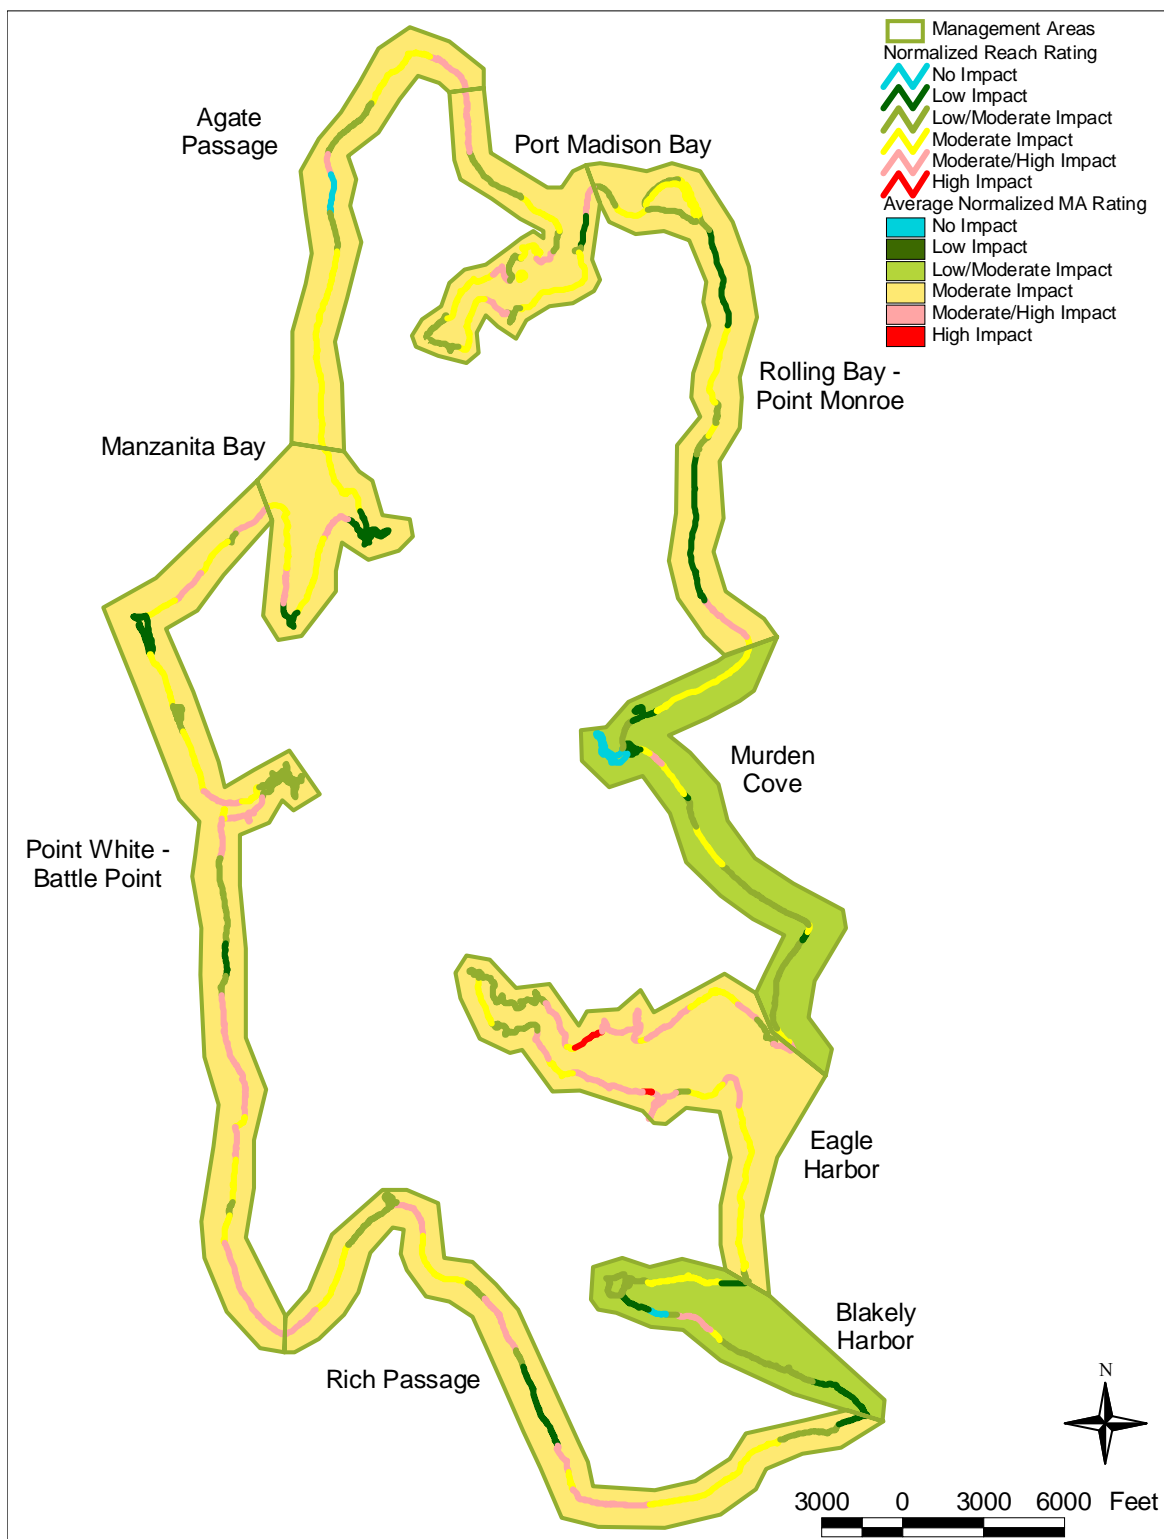 Management Areas
Normalized Reach Rating
No Impact
Low Impact
Low/Moderate Impact
Moderate Impact
Moderate/High Impact
High Impact
Average Normalized MA Rating
No Impact
Low Impact
Low/Moderate Impact
Moderate Impact
Moderate/High Impact
High Impact
Agate
Passage
Port Madison Bay
Rolling Bay -
Point Monroe
Manzanita Bay
Murden
Cove
Point White -
Battle Point
Eagle
Harbor
Blakely
Harbor
Rich Passage
N
3000 0 3000 6000 Feet